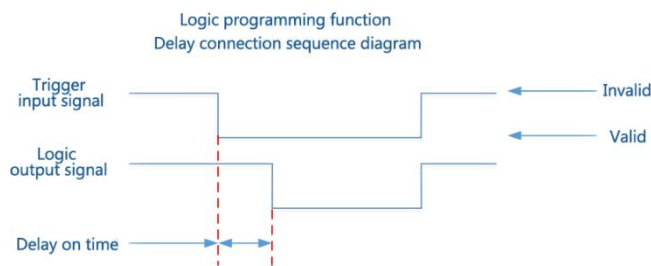 Logic programming function
Delay connection sequence diagram
Trigger
input signal
Invalid
Valid
Logic
output signal
Delay on time